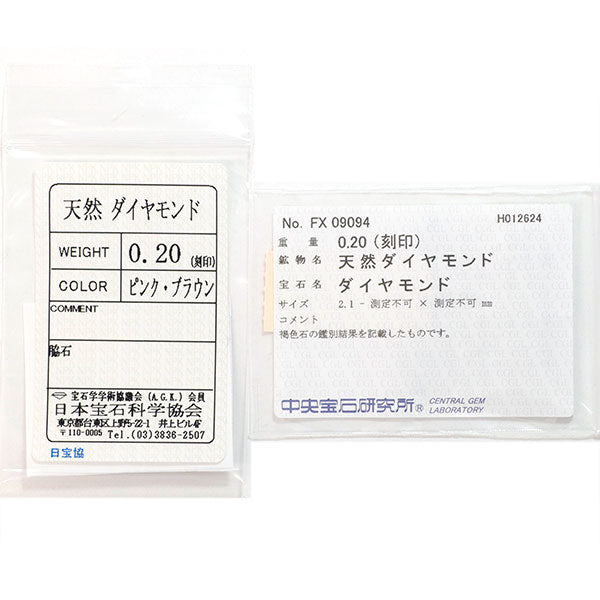 天然 ダイヤモンド
WEIGHT 0.20 (刻印)
COLOR ピンク・ブラウン
COMMENT
脇石
宝石学学術協議会 (A.G.K.) 会員
日本宝石科学協会
東京都台東区上野5-22-1 井上ビル4F
〒110-0005 Tel.(03)3836-2507
日宝協
No. FX 09094 H012624
重量 0.20 (刻印)
鉱物名 天然ダイヤモンド
宝石名 ダイヤモンド
サイズ 2.1 - 測定不可 × 測定不可 mm
コメント
褐色石の鑑別結果を記載したものです。
中央宝石研究所® CENTRAL GEM
LABORATORY